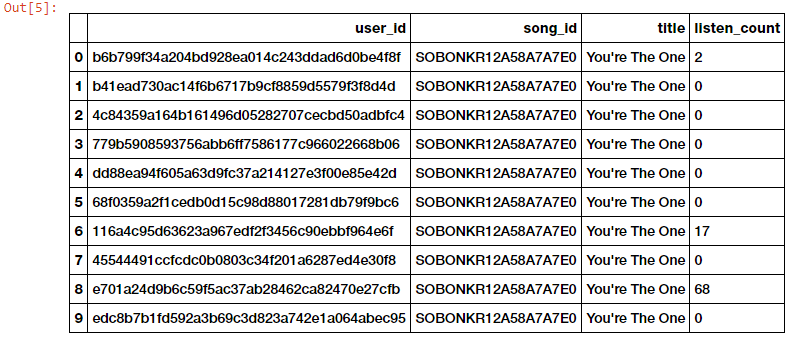 Out[5]:
user_id song_id title listen_count
0 b6b799f34a204bd928ea014c243ddad6d0be4f8f SOBONKR12A58A7A7E0 You're The One 2
1 b41ead730ac14f6b6717b9cf8859d5579f3f8d4d SOBONKR12A58A7A7E0 You're The One 0
2 4c84359a164b161496d05282707cecbd50adbfc4 SOBONKR12A58A7A7E0 You're The One 0
3 779b5908593756abb6ff7586177c966022668b06 SOBONKR12A58A7A7E0 You're The One 0
4 dd88ea94f605a63d9fc37a214127e3f00e85e42d SOBONKR12A58A7A7E0 You're The One 0
5 68f0359a2f1cedb0d15c98d88017281db79f9bc6 SOBONKR12A58A7A7E0 You're The One 0
6 116a4c95d63623a967edf2f3456c90ebbf964e6f SOBONKR12A58A7A7E0 You're The One 17
7 45544491ccfcdc0b0803c34f201a6287ed4e30f8 SOBONKR12A58A7A7E0 You're The One 0
8 e701a24d9b6c59f5ac37ab28462ca82470e27cfb SOBONKR12A58A7A7E0 You're The One 68
9 edc8b7b1fd592a3b69c3d823a742e1a064abec95 SOBONKR12A58A7A7E0 You're The One 0